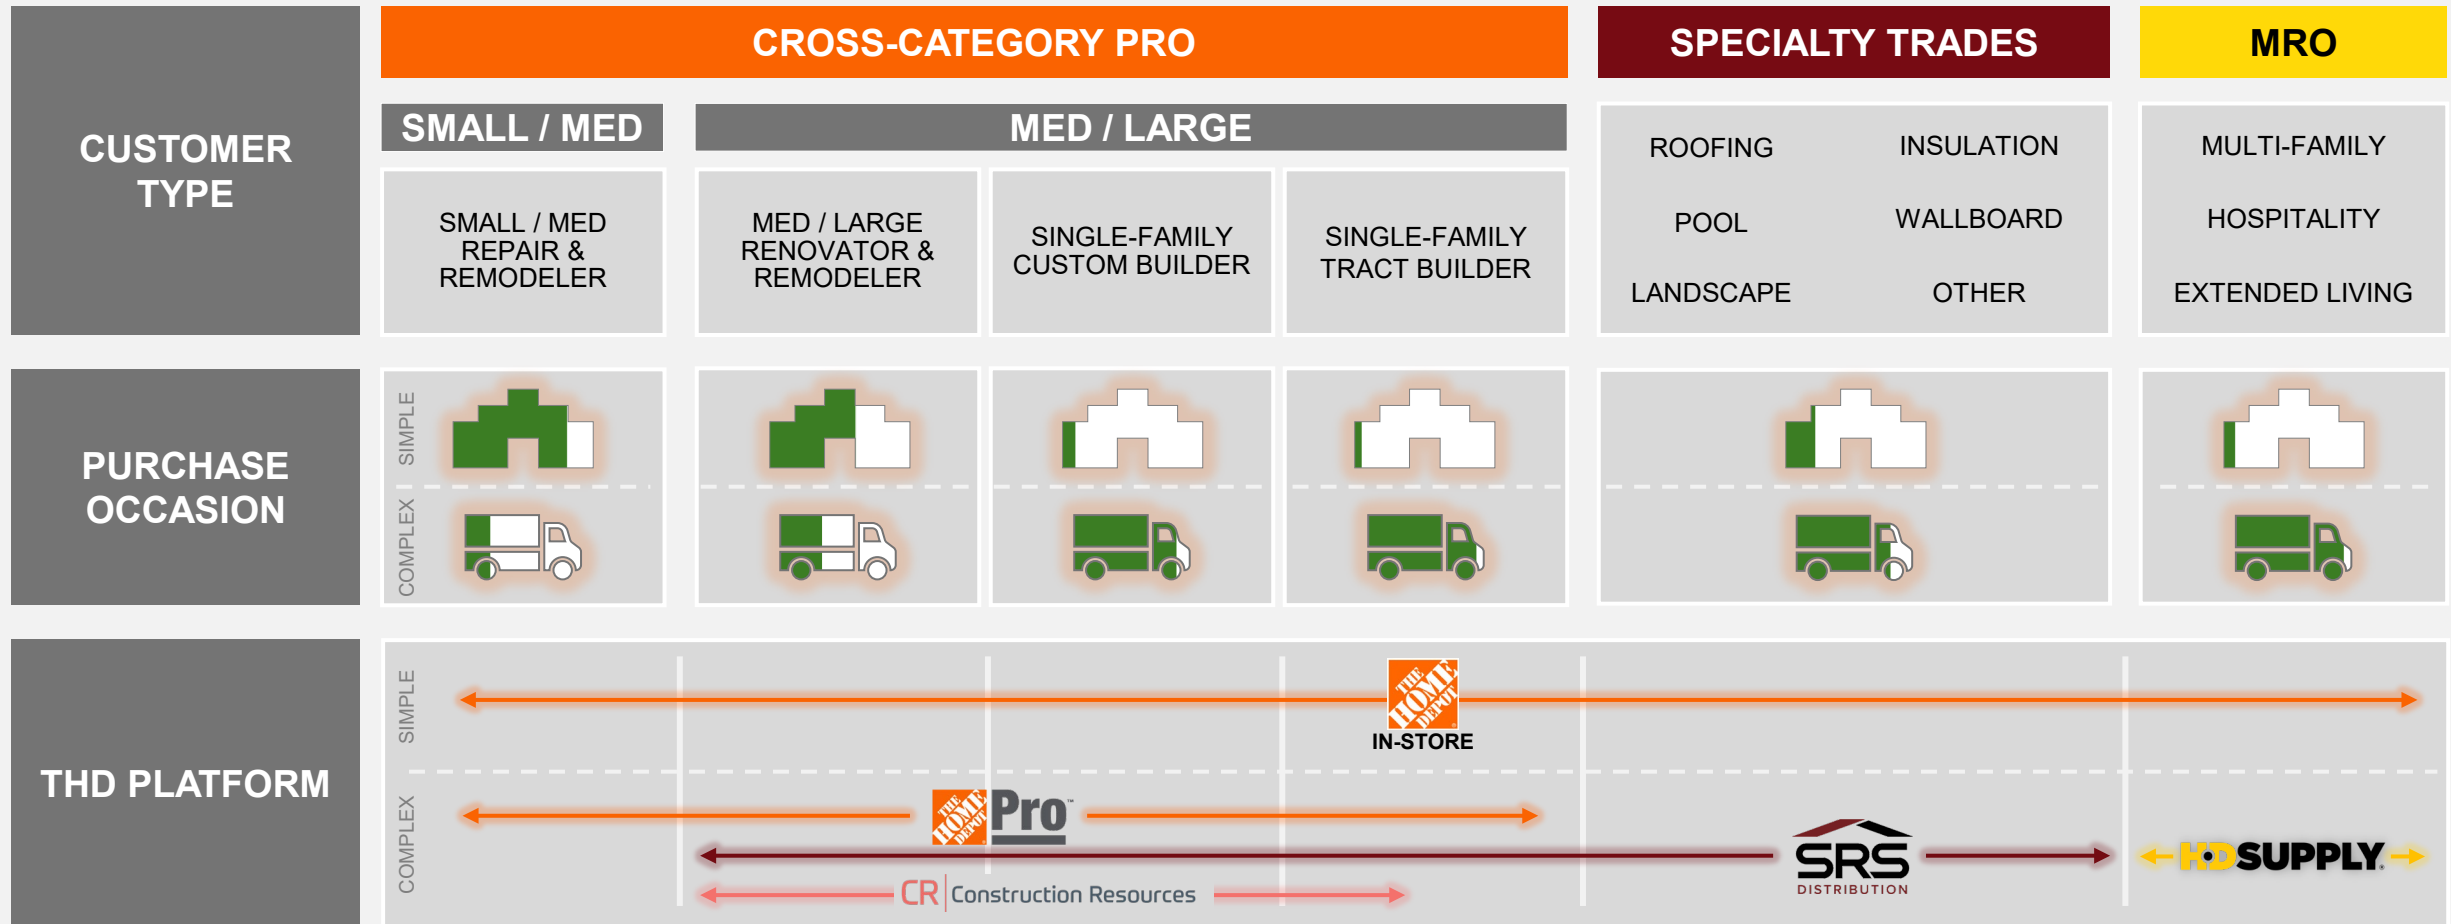 CROSS-CATEGORY PRO
SPECIALTY TRADES
MRO
CUSTOMER
TYPE
SMALL / MED
MED / LARGE
SMALL / MED
REPAIR &
REMODELER
MED / LARGE
RENOVATOR &
REMODELER
SINGLE-FAMILY
CUSTOM BUILDER
SINGLE-FAMILY
TRACT BUILDER
ROOFING
INSULATION
POOL
WALLBOARD
LANDSCAPE
OTHER
MULTI-FAMILY
HOSPITALITY
EXTENDED LIVING
PURCHASE
OCCASION
SIMPLE
COMPLEX
THD PLATFORM
SIMPLE
THE
HOME
DEPOT
IN-STORE
COMPLEX
THE
HOME
DEPOT
Pro™
CR Construction Resources
SRS
DISTRIBUTION
HD SUPPLY®